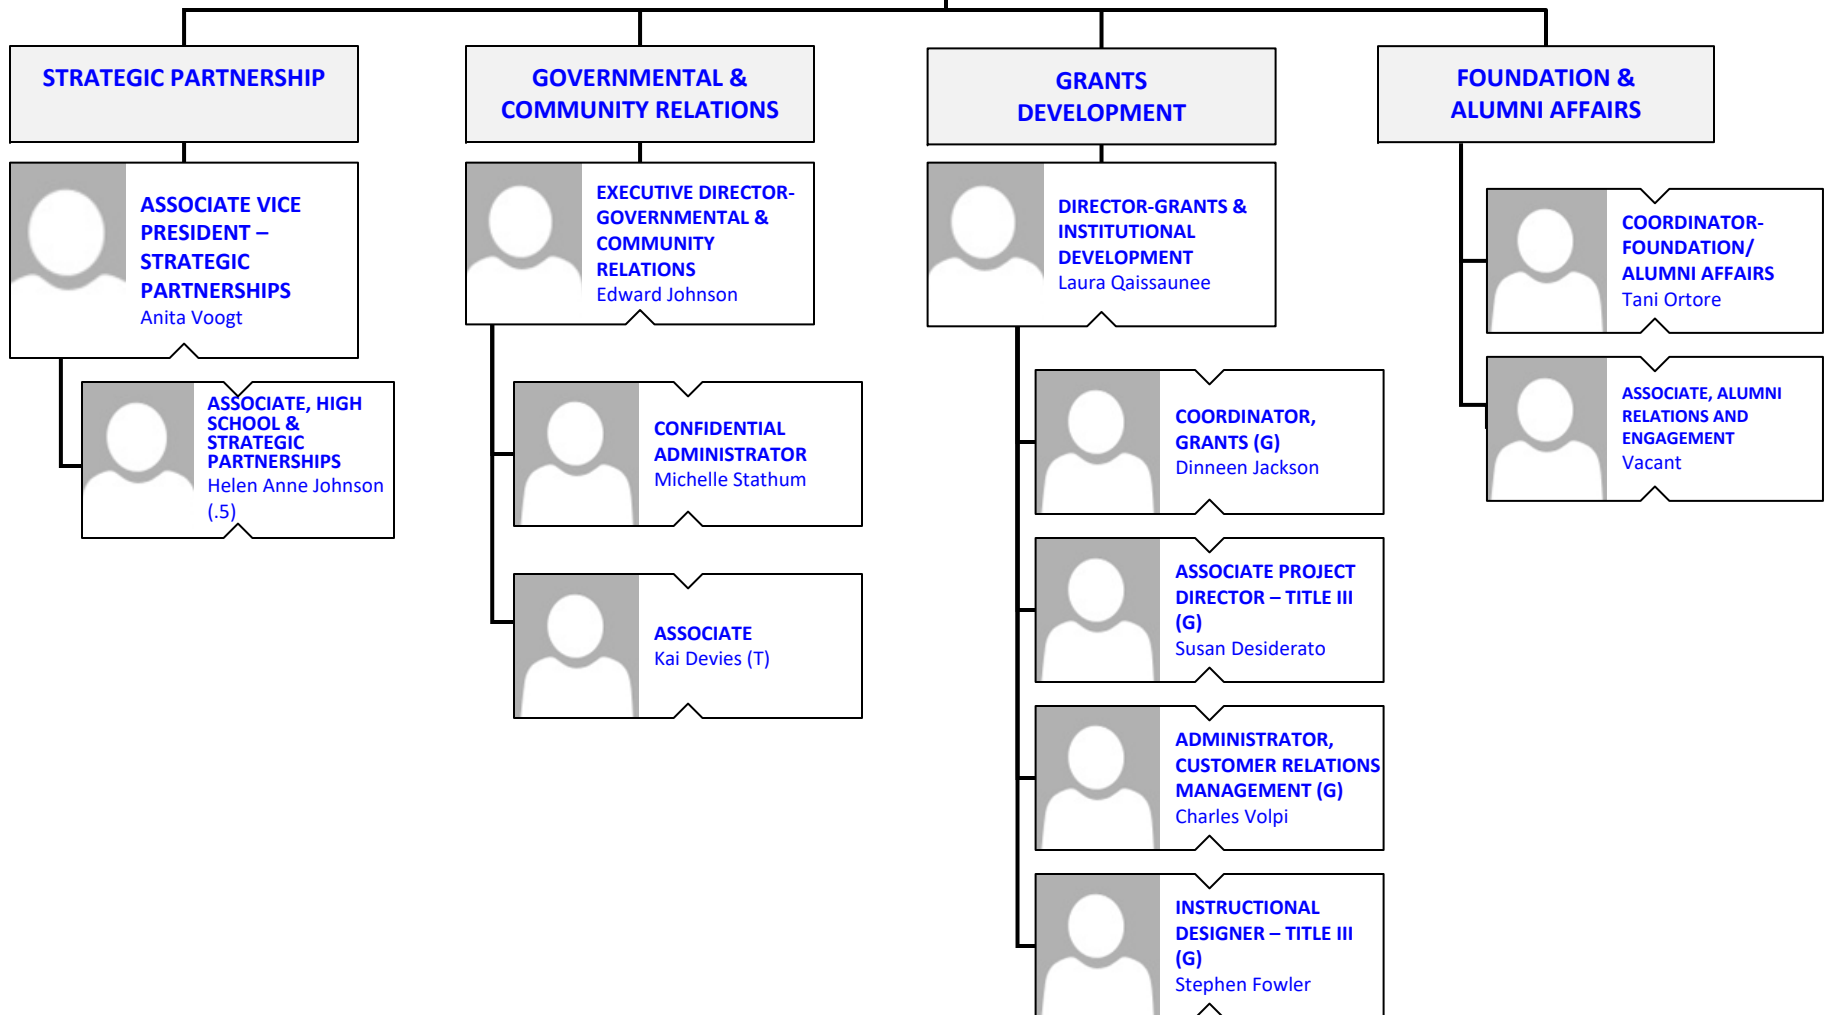 STRATEGIC PARTNERSHIP
ASSOCIATE VICE
PRESIDENT –
STRATEGIC
PARTNERSHIPS
Anita Voogt
ASSOCIATE, HIGH
SCHOOL &
STRATEGIC
PARTNERSHIPS
Helen Anne Johnson
(.5)
GOVERNMENTAL &
COMMUNITY RELATIONS
EXECUTIVE DIRECTOR-
GOVERNMENTAL &
COMMUNITY
RELATIONS
Edward Johnson
CONFIDENTIAL
ADMINISTRATOR
Michelle Stathum
ASSOCIATE
Kai Devies (T)
GRANTS
DEVELOPMENT
DIRECTOR-GRANTS &
INSTITUTIONAL
DEVELOPMENT
Laura Qaissaunee
COORDINATOR,
GRANTS (G)
Dinneen Jackson
ASSOCIATE PROJECT
DIRECTOR – TITLE III
(G)
Susan Desiderato
ADMINISTRATOR,
CUSTOMER RELATIONS
MANAGEMENT (G)
Charles Volpi
INSTRUCTIONAL
DESIGNER – TITLE III
(G)
Stephen Fowler
FOUNDATION &
ALUMNI AFFAIRS
COORDINATOR-
FOUNDATION/
ALUMNI AFFAIRS
Tani Ortore
ASSOCIATE, ALUMNI
RELATIONS AND
ENGAGEMENT
Vacant